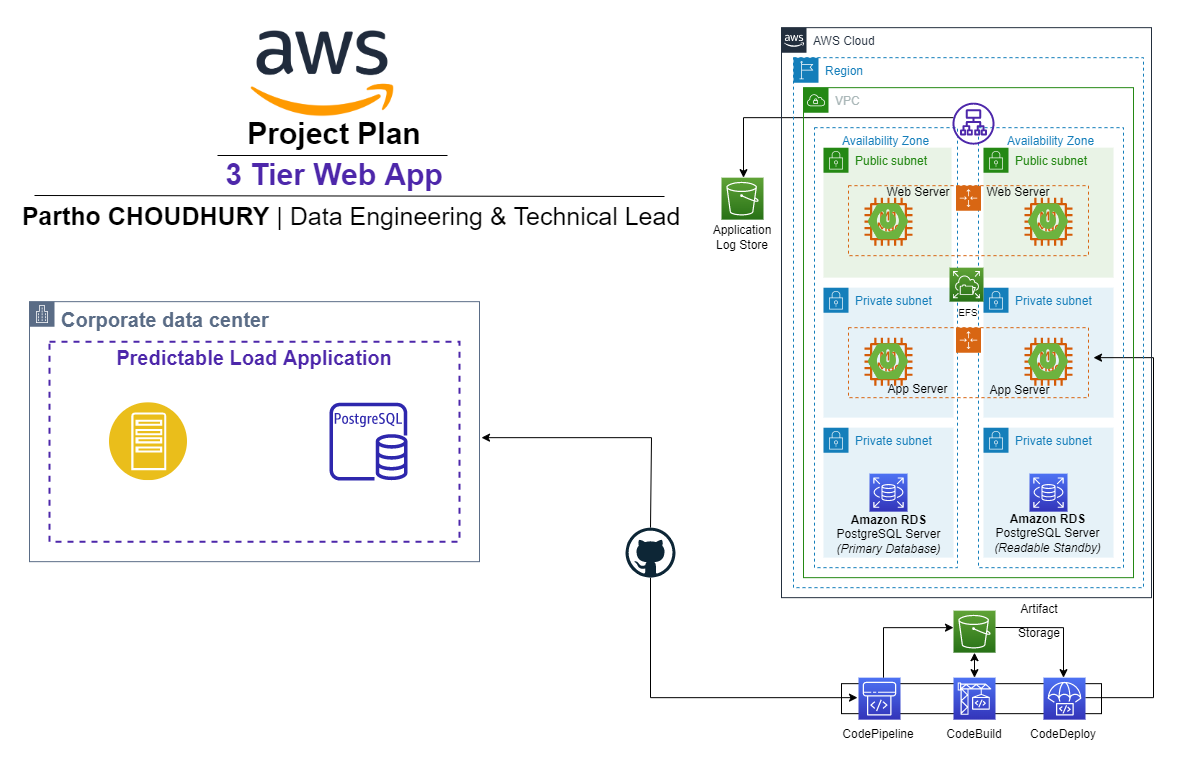 aws
Project Plan
3 Tier Web App
Partho CHOUDHURY | Data Engineering & Technical Lead
Corporate data center
Predictable Load Application
PostgreSQL
aws
AWS Cloud
Region
VPC
Availability Zone
Availability Zone
Public subnet
Public subnet
Web Server
Web Server
Application
Log Store
EFS
Private subnet
Private subnet
App Server
App Server
Private subnet
Private subnet
Amazon RDS
PostgreSQL Server
(Primary Database)
Amazon RDS
PostgreSQL Server
(Readable Standby)
Artifact
Storage
CodePipeline
CodeBuild
CodeDeploy